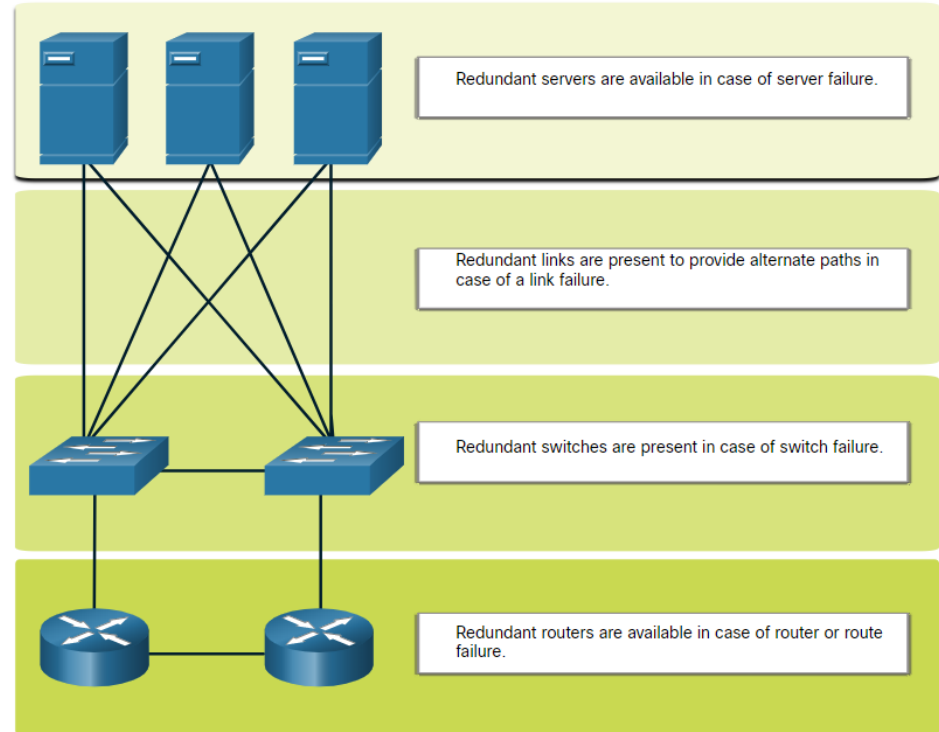 Redundant servers are available in case of server failure.
Redundant links are present to provide alternate paths in
case of a link failure.
Redundant switches are present in case of switch failure.
Redundant routers are available in case of router or route
failure.